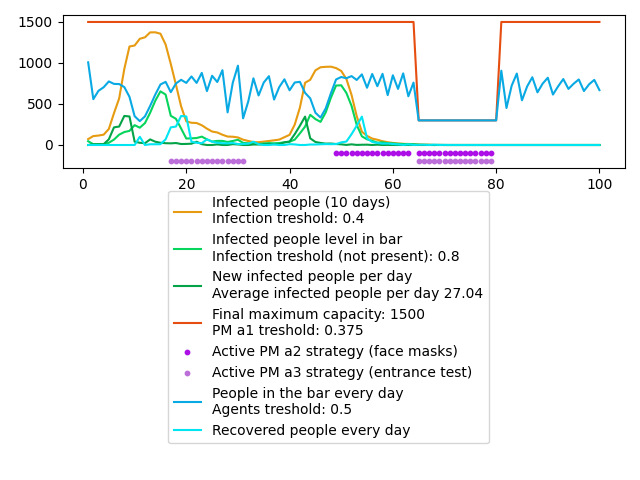 1500
1000
500
0
0
20
40
60
80
100
Infected people (10 days)
Infection treshold: 0.4
Infected people level in bar
Infection treshold (not present): 0.8
New infected people per day
Average infected people per day 27.04
Final maximum capacity: 1500
PM a1 treshold: 0.375
Active PM a2 strategy (face masks)
Active PM a3 strategy (entrance test)
People in the bar every day
Agents treshold: 0.5
Recovered people every day